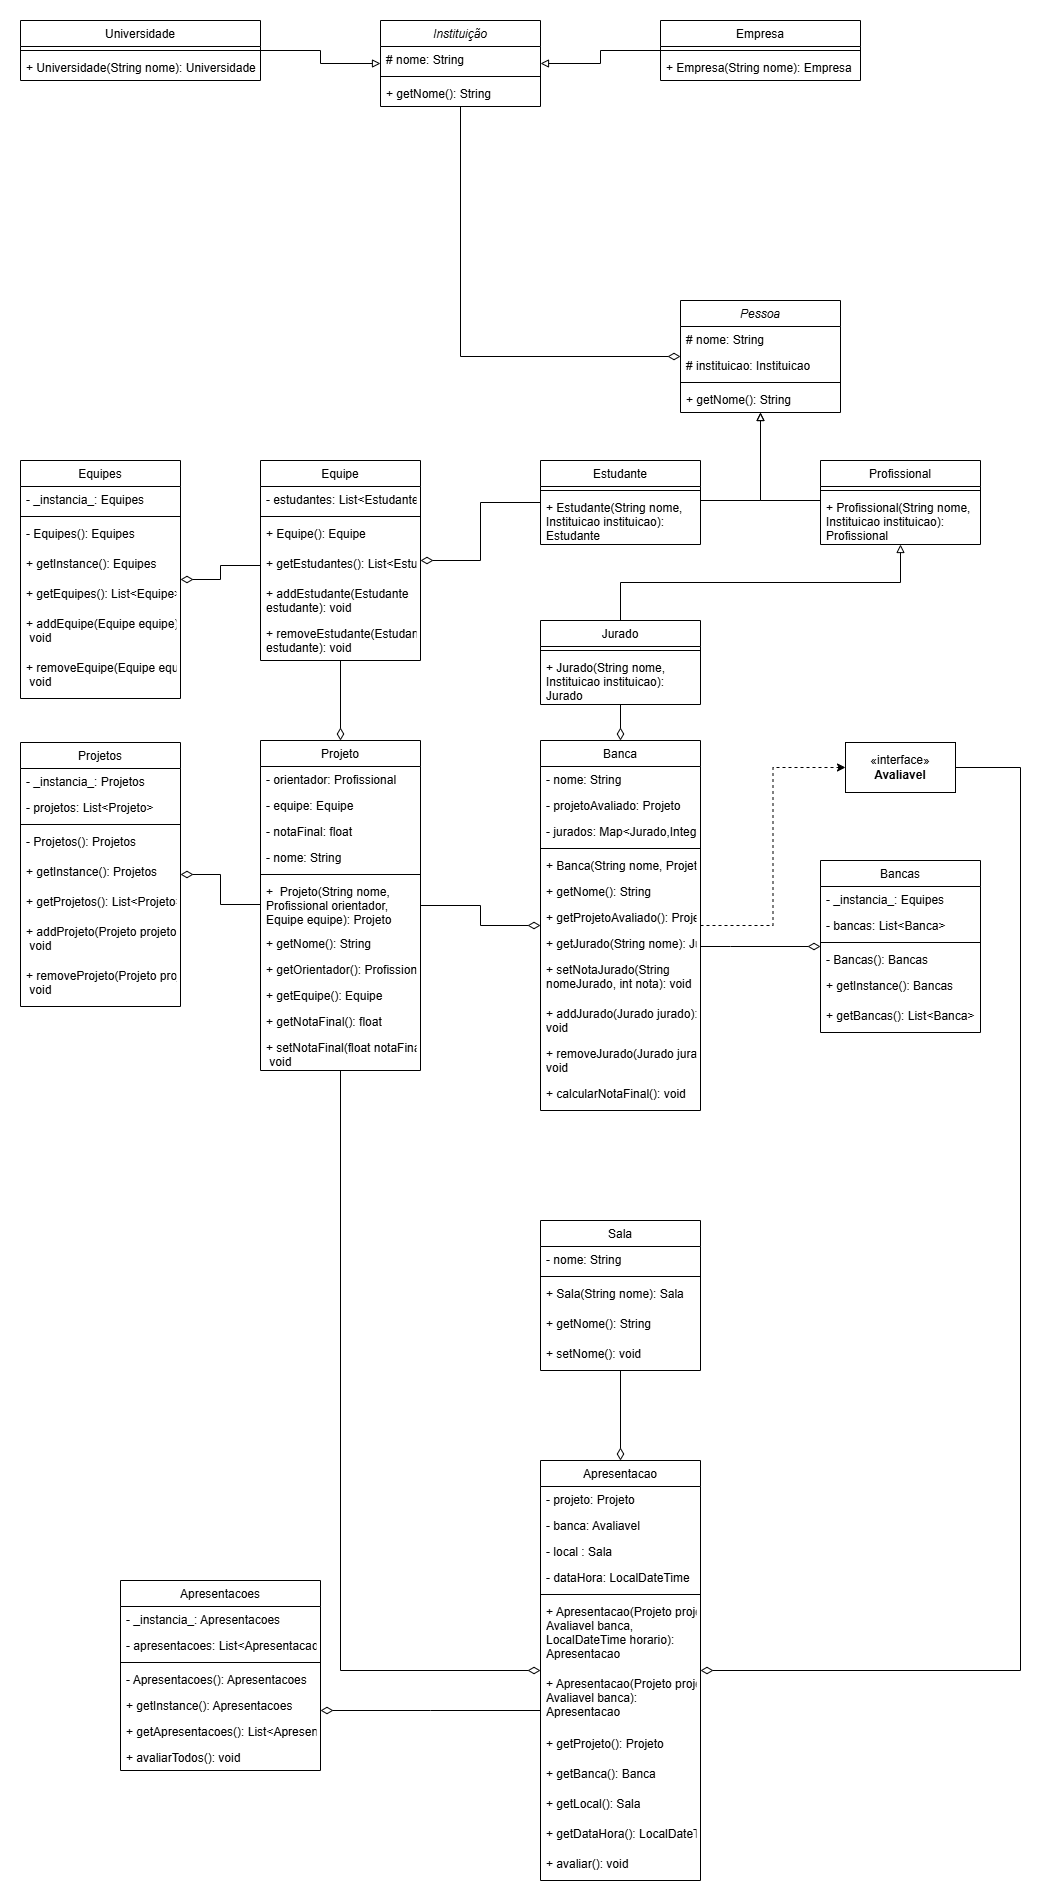 Universidade
+ Universidade(String nome): Universidade
Instituição
# nome: String
+ getNome(): String
Empresa
+ Empresa(String nome): Empresa
Pessoa
# nome: String
# instituicao: Instituicao
+ getNome(): String
Equipes
- _instancia_: Equipes
- Equipes(): Equipes
+ getInstance(): Equipes
+ getEquipes(): List<Equipe>
+ addEquipe(Equipe equipe)
void
+ removeEquipe(Equipe equ
void
Equipe
- estudantes: List<Estudante
+ Equipe(): Equipe
+ getEstudantes(): List<Estu
+ addEstudante(Estudante
estudante): void
+ removeEstudante(Estudan
estudante): void
Estudante
+ Estudante(String nome,
Instituicao instituicao):
Estudante
Profissional
+ Profissional(String nome,
Instituicao instituicao):
Profissional
Jurado
+ Jurado(String nome,
Instituicao instituicao):
Jurado
Projetos
- _instancia_: Projetos
- projetos: List<Projeto>
- Projetos(): Projetos
+ getInstance(): Projetos
+ getProjetos(): List<Projeto
+ addProjeto(Projeto projeto
void
+ removeProjeto(Projeto pro
void
Projeto
- orientador: Profissional
- equipe: Equipe
- notaFinal: float
- nome: String
+ Projeto(String nome,
Profissional orientador,
Equipe equipe): Projeto
+ getNome(): String
+ getOrientador(): Profission
+ getEquipe(): Equipe
+ getNotaFinal(): float
+ setNotaFinal(float notaFina
void
Banca
- nome: String
- projetoAvaliado: Projeto
- jurados: Map<Jurado,Integ
+ Banca(String nome, Projet
+ getNome(): String
+ getProjetoAvaliado(): Proje
+ getJurado(String nome): Ju
+ setNotaJurado(String
nomeJurado, int nota): void
+ addJurado(Jurado jurado):
void
+ removeJurado(Jurado jura
void
+ calcularNotaFinal(): void
«interface»
Avaliavel
Bancas
- _instancia_: Equipes
- bancas: List<Banca>
- Bancas(): Bancas
+ getInstance(): Bancas
+ getBancas(): List<Banca>
Sala
- nome: String
+ Sala(String nome): Sala
+ getNome(): String
+ setNome(): void
Apresentacao
- projeto: Projeto
- banca: Avaliavel
- local : Sala
- dataHora: LocalDateTime
+ Apresentacao(Projeto proje
Avaliavel banca,
LocalDateTime horario):
Apresentacao
+ Apresentacao(Projeto proje
Avaliavel banca):
Apresentacao
+ getProjeto(): Projeto
+ getBanca(): Banca
+ getLocal(): Sala
+ getDataHora(): LocalDateT
+ avaliar(): void
Apresentacoes
- _instancia_: Apresentacoes
- apresentacoes: List<Apresentacao
- Apresentacoes(): Apresentacoes
+ getInstance(): Apresentacoes
+ getApresentacoes(): List<Apresen
+ avaliarTodos(): void